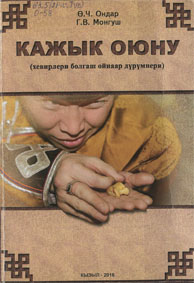 Ө.Ч. Ондар
Г.В. Монгуш
КАЖЫК ОЮНУ
(хевирлери болгаш ойнаар дүрүмнери)
КЫЗЫЛ - 2016